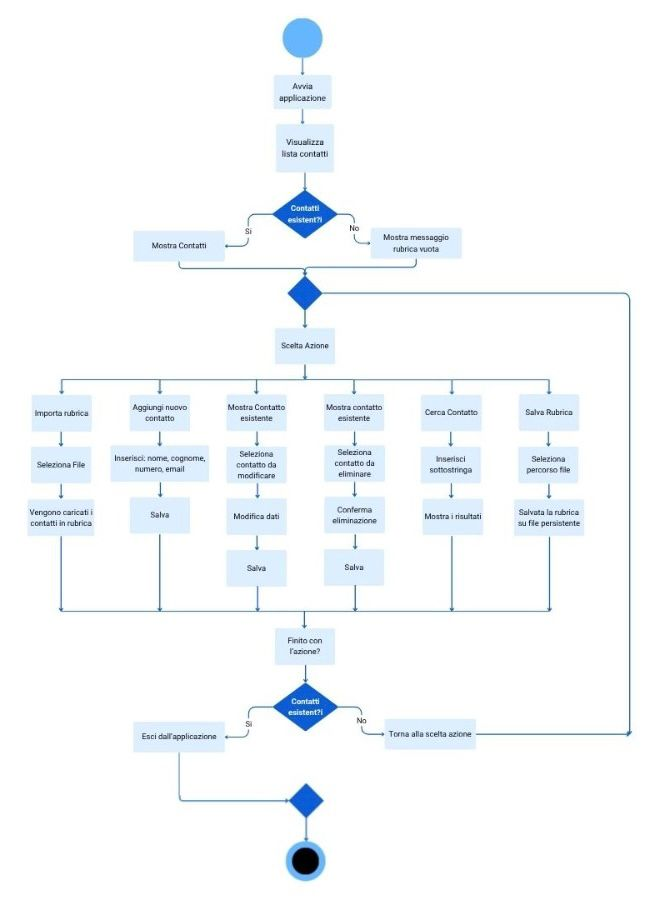 Avvia
applicazione
Visualizza
lista contatti
Contatti
esistent?i
Si
No
Mostra Contatti
Mostra messaggio
rubrica vuota
Scelta Azione
Importa rubrica
Aggiungi nuovo
contatto
Mostra Contatto
esistente
Mostra contatto
esistente
Cerca Contatto
Salva Rubrica
Seleziona File
Inserisci: nome, cognome,
numero, email
Seleziona
contatto da
modificare
Seleziona
contatto da
eliminare
Inserisci
sottostringa
Seleziona
percorso file
Vengono caricati i
contatti in rubrica
Salva
Modifica dati
Conferma
eliminazione
Mostra i risultati
Salvata la rubrica
su file persistente
Salva
Salva
Finito con
l'azione?
Contatti
esistent?i
Si
No
Esci dall'applicazione
Torna alla scelta azione